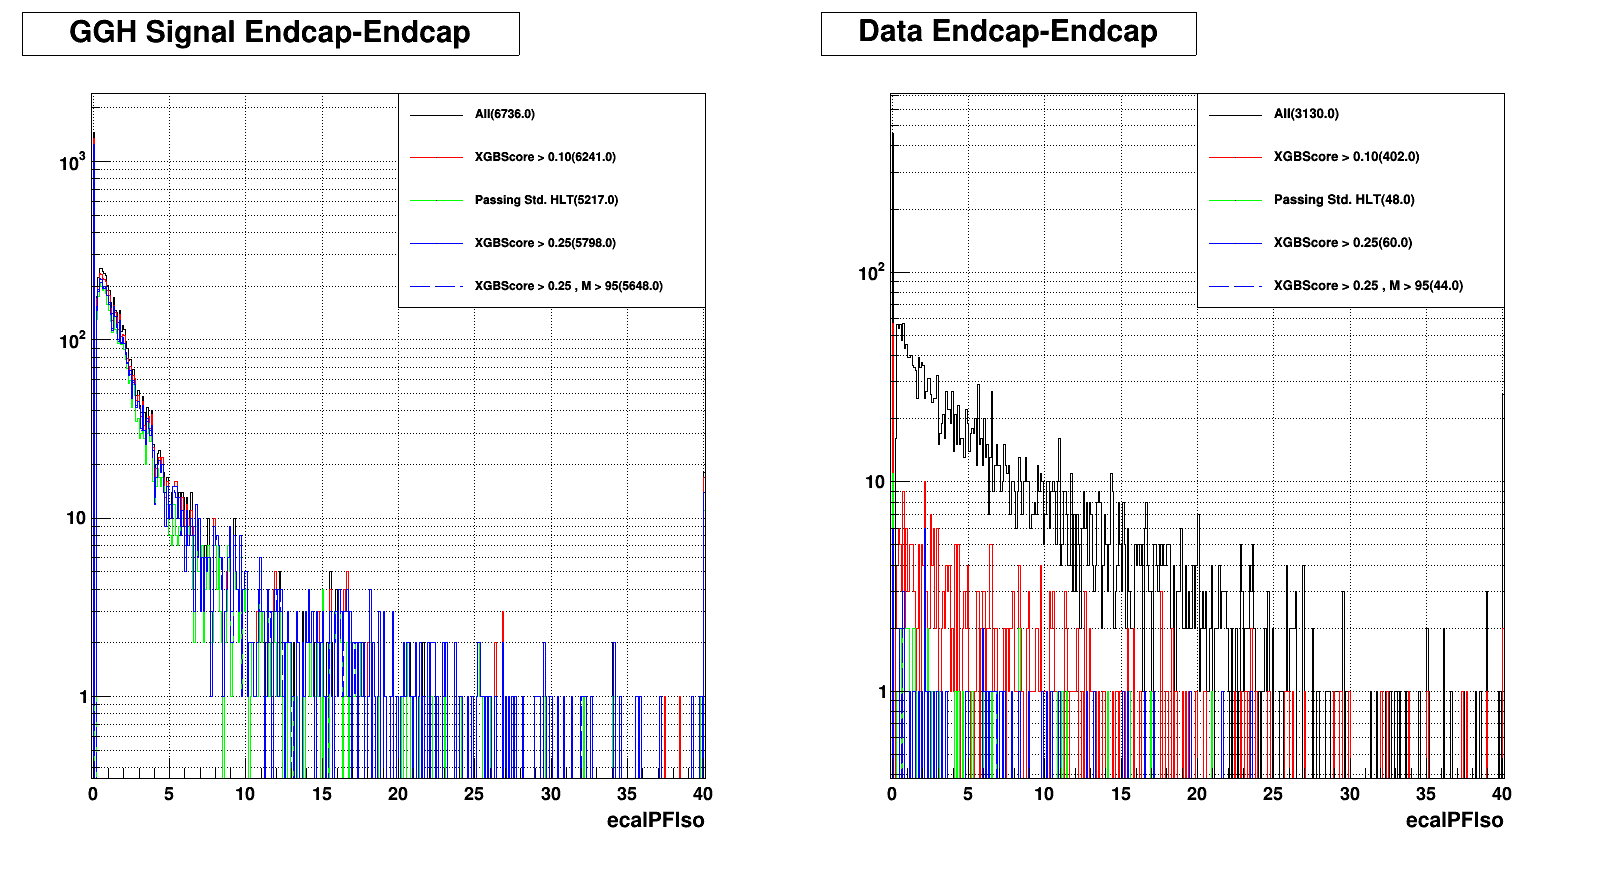 GGH Signal Endcap-Endcap
All(6736.0)
XGBScore > 0.10(6241.0)
Passing Std. HLT(5217.0)
XGBScore > 0.25(5798.0)
XGBScore > 0.25 , M > 95(5648.0)
10³
10²
10
1
0 5 10 15 20 25 30 35 40
ecalPFIso
Data Endcap-Endcap
All(3130.0)
XGBScore > 0.10(402.0)
Passing Std. HLT(48.0)
XGBScore > 0.25(60.0)
XGBScore > 0.25 , M > 95(44.0)
10²
10
1
0 5 10 15 20 25 30 35 40
ecalPFIso